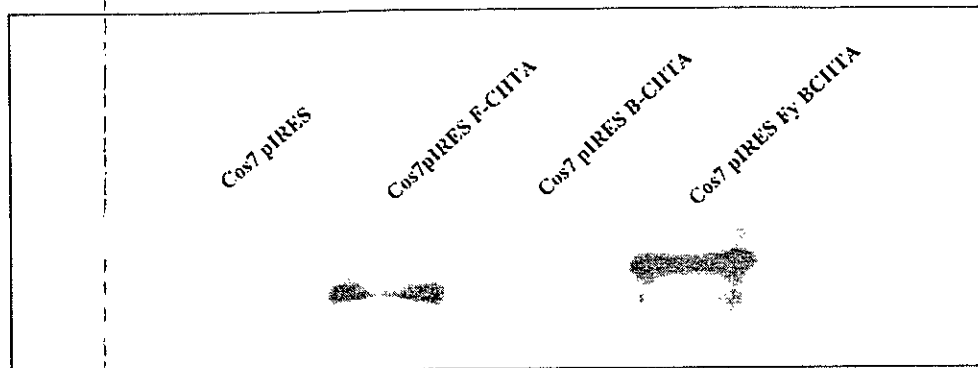 Cos7 pIRES
Cos7pIRES F-CIITA
Cos7 pIRES B-CIITA
Cos7 pIRES Fy BCIITA